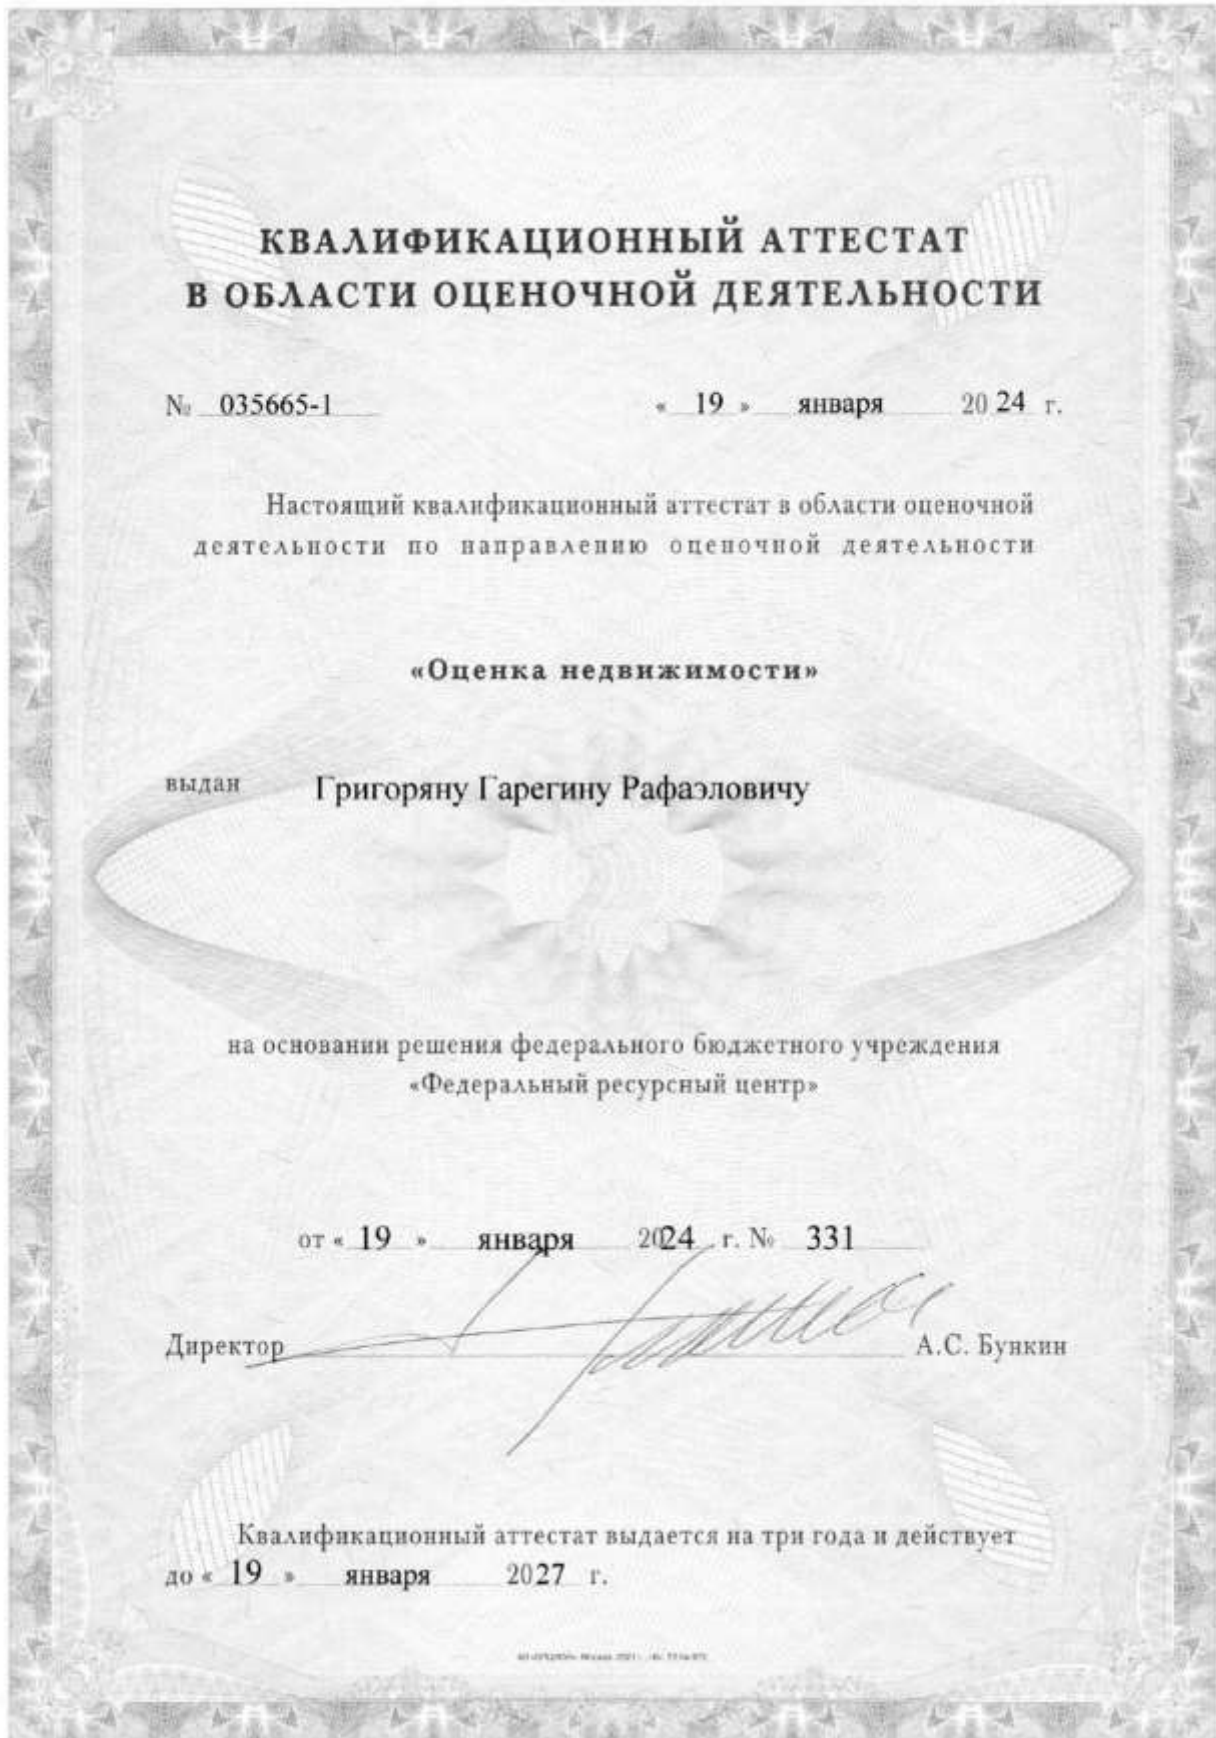 КВАЛИФИКАЦИОННЫЙ АТТЕСТАТ
В ОБЛАСТИ ОЦЕНОЧНОЙ ДЕЯТЕЛЬНОСТИ
№ 035665-1 « 19 » января 20 24 г.
Настоящий квалификационный аттестат в области оценочной
деятельности по направлению оценочной деятельности
«Оценка недвижимости»
выдан Григоряну Гарегину Рафаэловичу
на основании решения федерального бюджетного учреждения
«Федеральный ресурсный центр»
от « 19 » января 2024 г. № 331
Директор А.С. Бункин
Квалификационный аттестат выдается на три года и действует
до « 19 » января 2027 г.